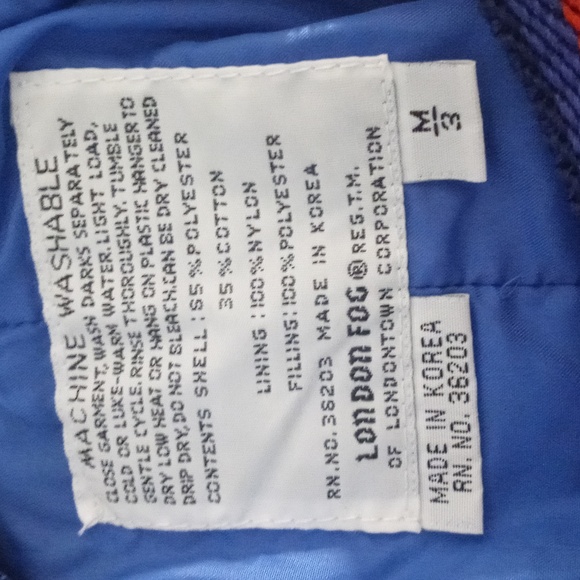 MACHINE WASHABLE
CLOSE GARMENT, WASH DARKS SEPARATELY
COLD OR LUKE-WARM WATER. LIGHT LOAD,
GENTLE CYCLE. RINSE THOROUGHLY. TUMBLE
DRY LOW HEAT OR HANG ON PLASTIC HANGER TO
DRIP DRY, DO NOT BLEACH. CAN BE DRY CLEANED
CONTENTS SHELL : 65% POLYESTER
35% COTTON
LINING : 100% NYLON
FILLING: 100% POLYESTER
RN. NO. 36203 MADE IN KOREA
LONDON FOG® REG. T.M.
OF LONDONTOWN CORPORATION
M/3
MADE IN KOREA
RN. NO. 36203